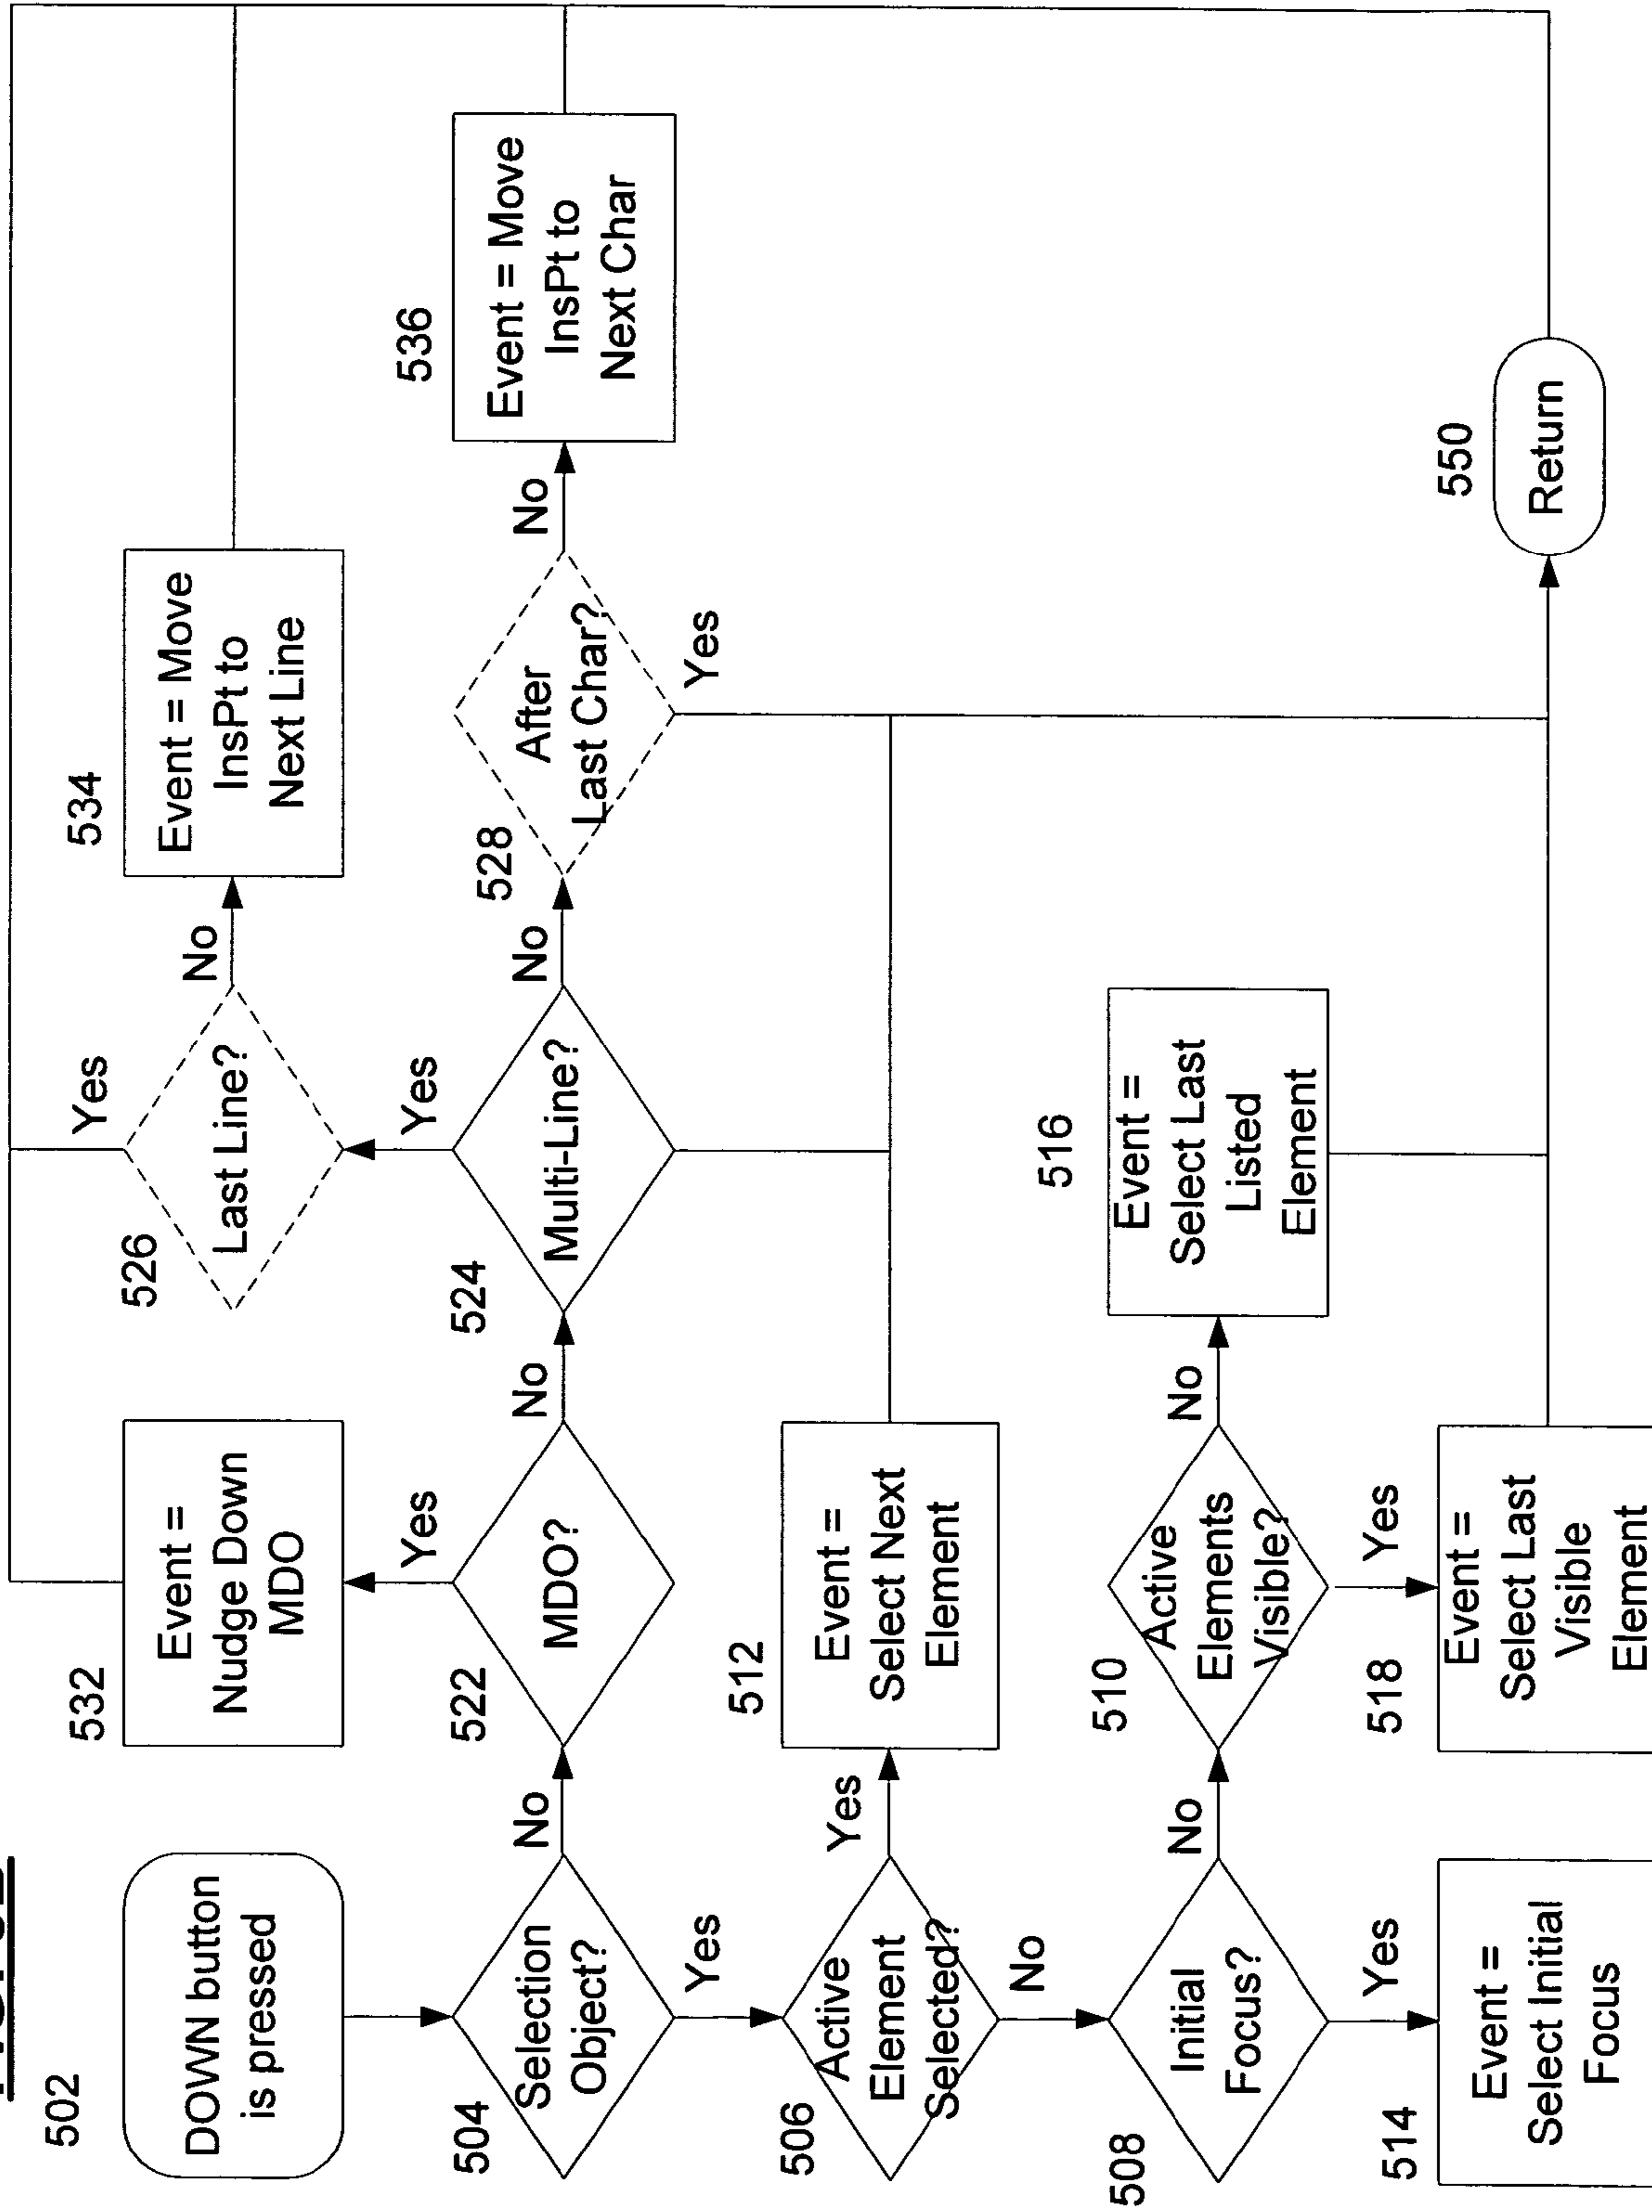 502
DOWN button
is pressed
504
Selection
Object?
No
Yes
506
Active
Element
Selected?
Yes
No
508
Initial
Focus?
No
Yes
514
Event =
Select Initial
Focus
532
Event =
Nudge Down
MDO
Yes
522
MDO?
No
512
Event =
Select Next
Element
510
Active
Elements
Visible?
No
Yes
518
Event =
Select Last
Visible
Element
526
Last Line?
Yes
No
Yes
524
Multi-Line?
No
516
Event =
Select Last
Listed
Element
534
Event = Move
InsPt to
Next Line
528
After
Last Char?
No
Yes
536
Event = Move
InsPt to
Next Char
550
Return